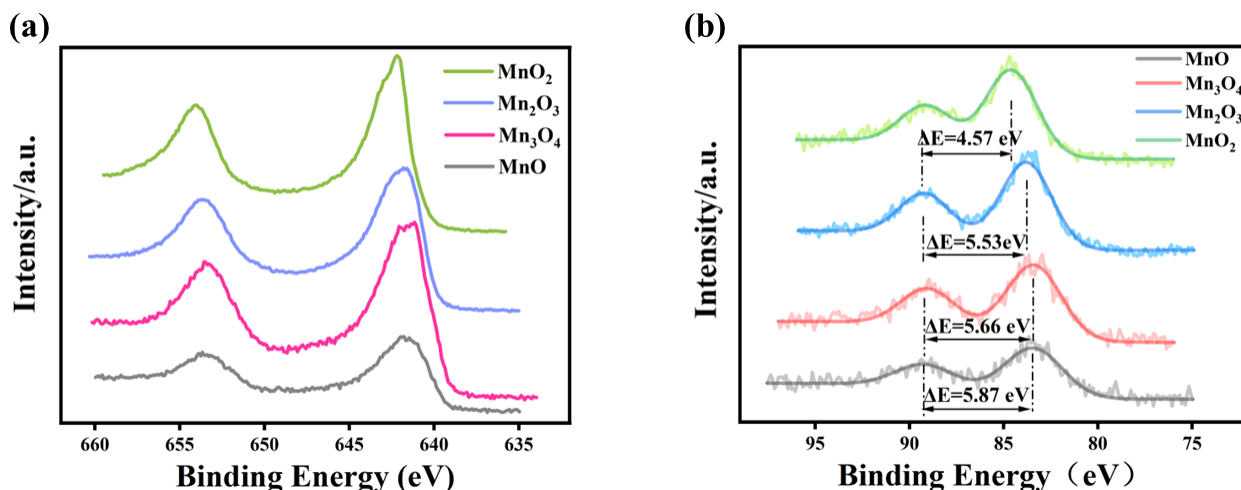 (a)
MnO₂
Mn₂O₃
Mn₃O₄
MnO
Intensity/a.u.
660 655 650 645 640 635
Binding Energy (eV)
(b)
MnO
Mn₃O₄
Mn₂O₃
MnO₂
ΔE=4.57 eV
ΔE=5.53eV
ΔE=5.66 eV
ΔE=5.87 eV
Intensity/a.u.
95 90 85 80 75
Binding Energy（eV）